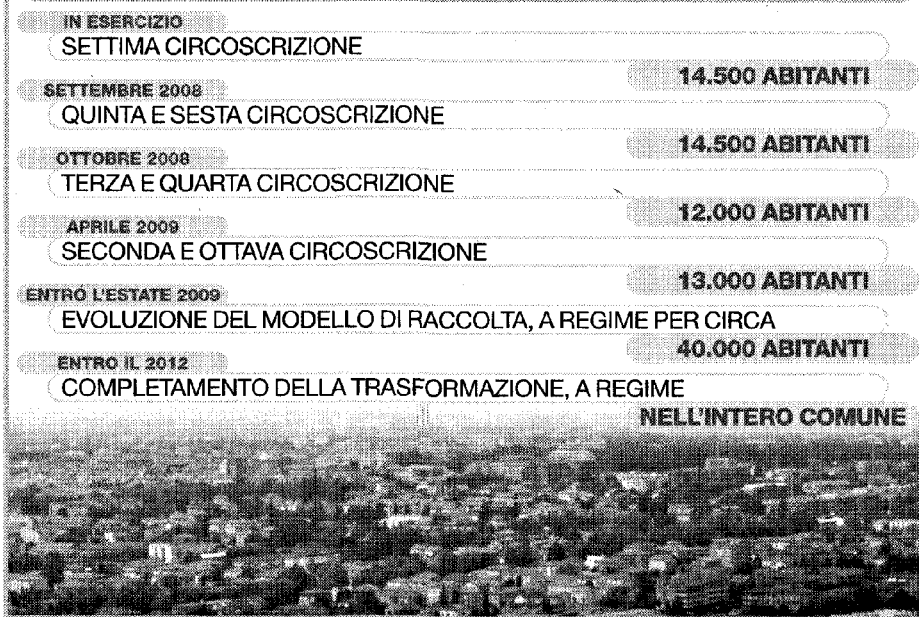 IN ESERCIZIO
SETTIMA CIRCOSCRIZIONE
14.500 ABITANTI
SETTEMBRE 2008
QUINTA E SESTA CIRCOSCRIZIONE
14.500 ABITANTI
OTTOBRE 2008
TERZA E QUARTA CIRCOSCRIZIONE
12.000 ABITANTI
APRILE 2009
SECONDA E OTTAVA CIRCOSCRIZIONE
13.000 ABITANTI
ENTRO L'ESTATE 2009
EVOLUZIONE DEL MODELLO DI RACCOLTA, A REGIME PER CIRCA
40.000 ABITANTI
ENTRO IL 2012
COMPLETAMENTO DELLA TRASFORMAZIONE, A REGIME
NELL'INTERO COMUNE